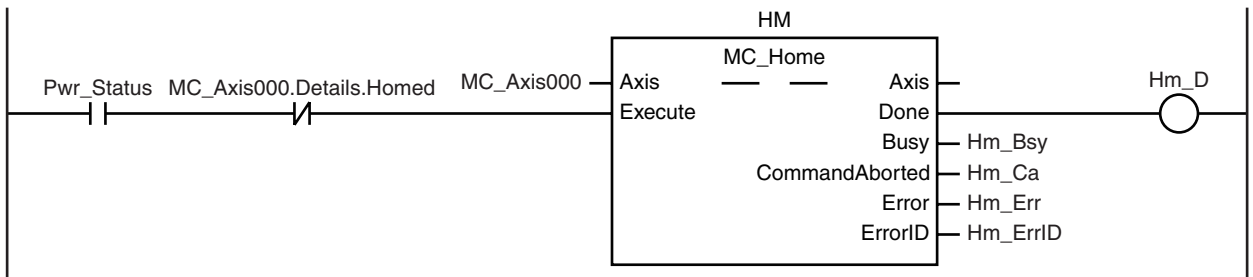 HM
MC_Home
Pwr_Status MC_Axis000.Details.Homed MC_Axis000 Axis Axis Hm_D
Execute Done
Busy Hm_Bsy
CommandAborted Hm_Ca
Error Hm_Err
ErrorID Hm_ErrID